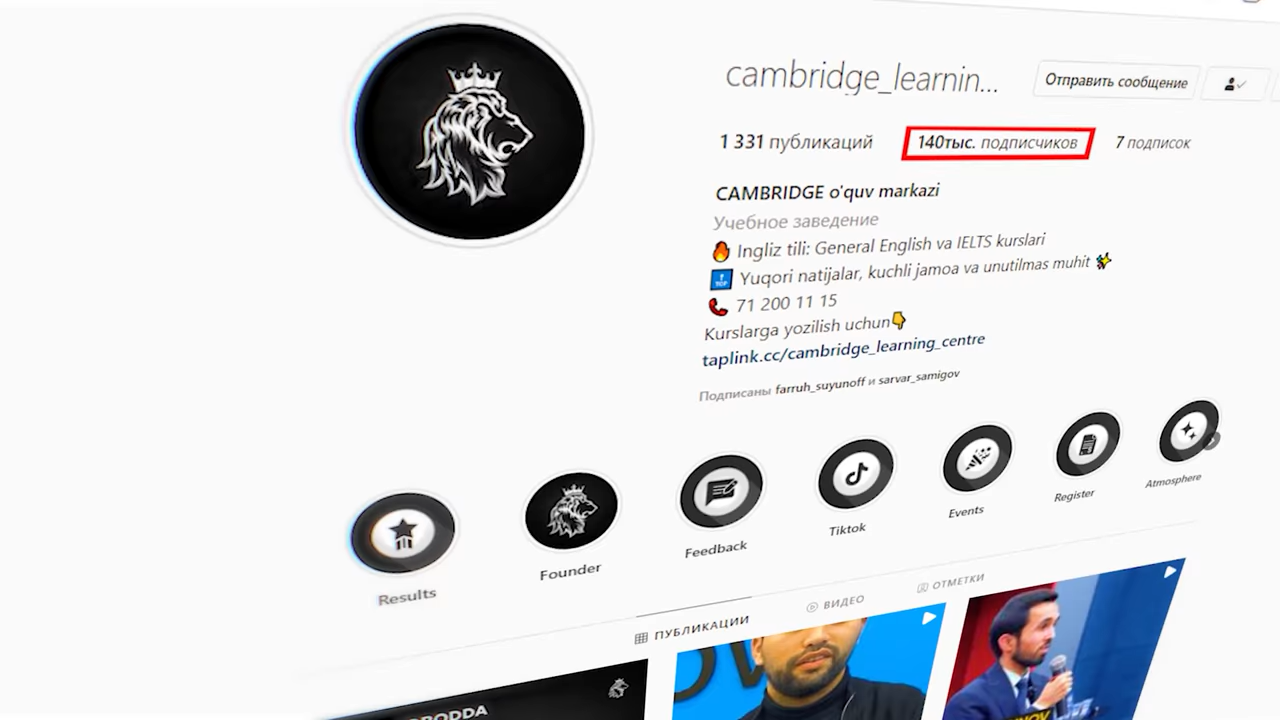 cambridge_learnin...
Отправить сообщение
1 331 публикаций
140тыс. подписчиков
7 подписок
CAMBRIDGE o'quv markazi
Учебное заведение
🔥 Ingliz tili: General English va IELTS kurslari
🔝 Yuqori natijalar, kuchli jamoa va unutilmas muhit ✨
📞 71 200 11 15
Kurslarga yozilish uchun👇
taplink.cc/cambridge_learning_centre
Подписаны farruh_suyunoff и sarvar_samigov
Results
Founder
Feedback
Tiktok
Events
Register
Atmosphere
ПУБЛИКАЦИИ
ВИДЕО
ОТМЕТКИ